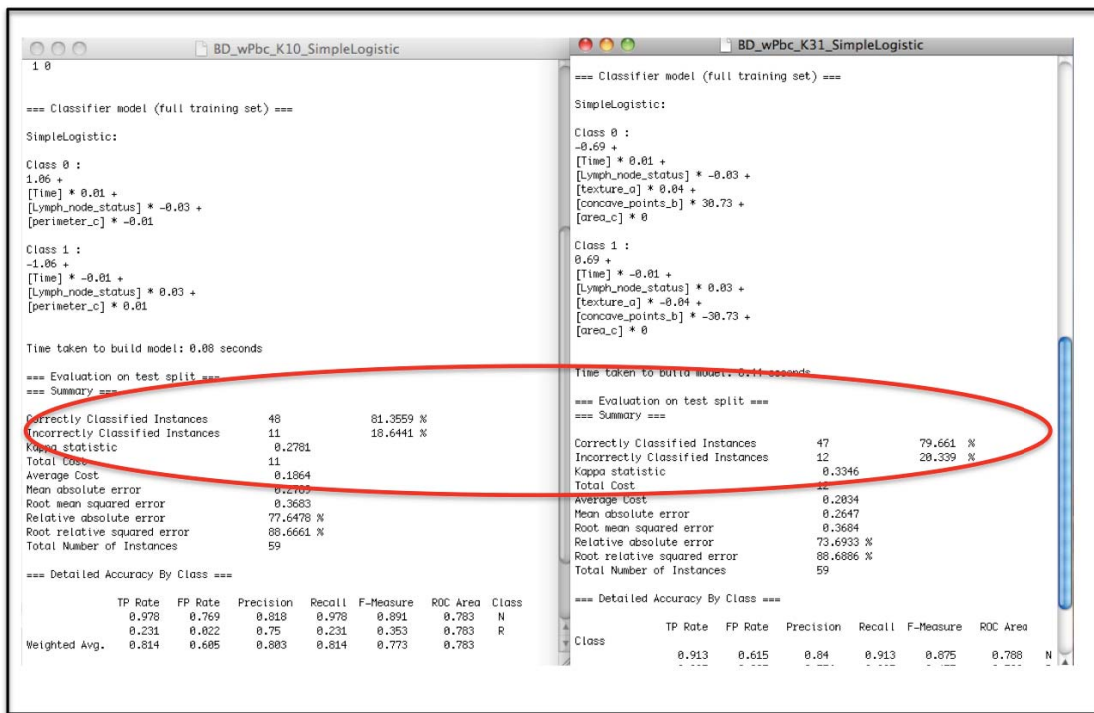 BD_wPbc_K10_SimpleLogistic
1 0
=== Classifier model (full training set) ===
SimpleLogistic:
Class 0 :
1.06 +
[Time] * 0.01 +
[Lymph_node_status] * -0.03 +
[perimeter_c] * -0.01
Class 1 :
-1.06 +
[Time] * -0.01 +
[Lymph_node_status] * 0.03 +
[perimeter_c] * 0.01
Time taken to build model: 0.08 seconds
=== Evaluation on test split ===
=== Summary ===
Correctly Classified Instances 48 81.3559 %
Incorrectly Classified Instances 11 18.6441 %
Kappa statistic 0.2781
Total Cost 11
Average Cost 0.1864
Mean absolute error
Root mean squared error 0.3683
Relative absolute error 77.6478 %
Root relative squared error 88.6661 %
Total Number of Instances 59
=== Detailed Accuracy By Class ===
TP Rate FP Rate Precision Recall F-Measure ROC Area Class
0.978 0.769 0.818 0.978 0.891 0.783 N
0.231 0.022 0.75 0.231 0.353 0.783 R
Weighted Avg. 0.814 0.605 0.803 0.814 0.773 0.783
BD_wPbc_K31_SimpleLogistic
=== Classifier model (full training set) ===
SimpleLogistic:
Class 0 :
-0.69 +
[Time] * 0.01 +
[Lymph_node_status] * -0.03 +
[texture_a] * 0.04 +
[concave_points_b] * 30.73 +
[area_c] * 0
Class 1 :
0.69 +
[Time] * -0.01 +
[Lymph_node_status] * 0.03 +
[texture_a] * -0.04 +
[concave_points_b] * -30.73 +
[area_c] * 0
Time taken to build model: seconds
=== Evaluation on test split ===
=== Summary ===
Correctly Classified Instances 47 79.661 %
Incorrectly Classified Instances 12 20.339 %
Kappa statistic 0.3346
Total Cost 12
Average Cost 0.2034
Mean absolute error 0.2647
Root mean squared error 0.3684
Relative absolute error 73.6933 %
Root relative squared error 88.6886 %
Total Number of Instances 59
=== Detailed Accuracy By Class ===
TP Rate FP Rate Precision Recall F-Measure ROC Area
Class
0.913 0.615 0.84 0.913 0.875 0.788 N